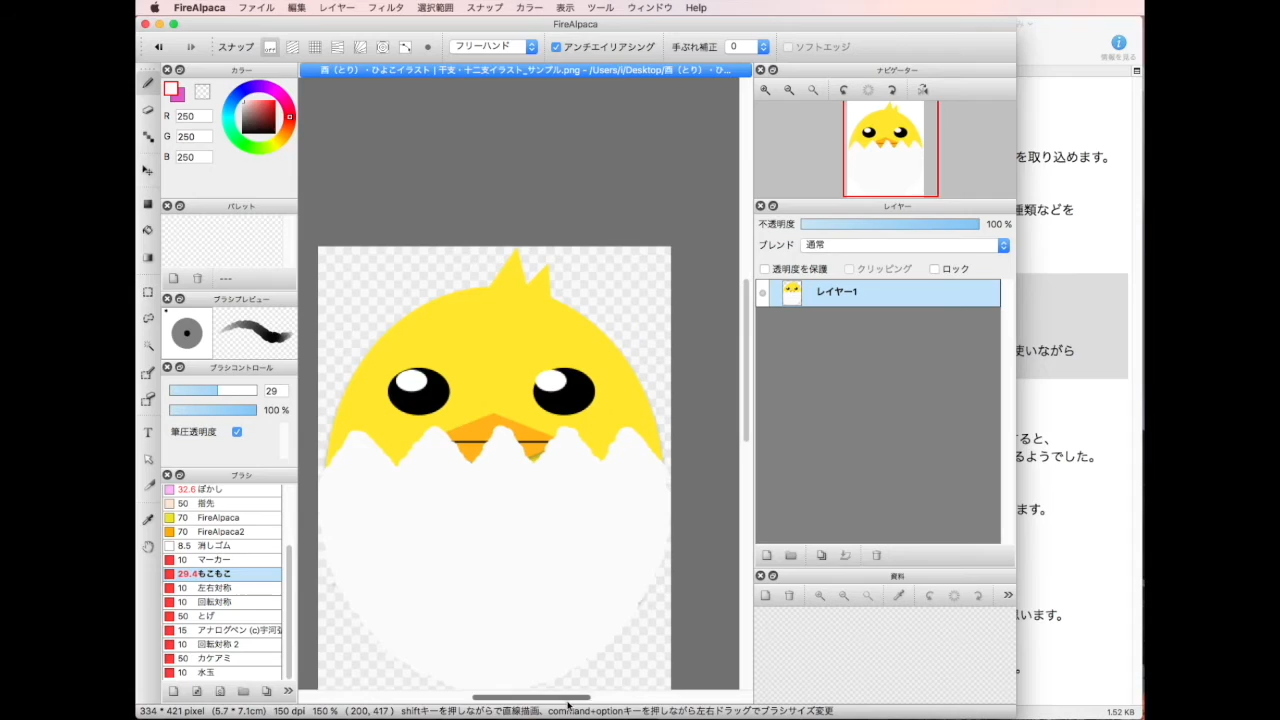 FireAlpaca ファイル 編集 レイヤー フィルタ 選択範囲 スナップ カラー 表示 ツール ウィンドウ Help
FireAlpaca
スナップ
フリーハンド
アンチエイリアシング
手ぶれ補正
0
ソフトエッジ
情報を見る
カラー
酉（とり）・ひよこイラスト | 干支・十二支イラスト_サンプル.png - /Users/i/Desktop/酉（とり）・ひ...
ナビゲーター
R 250
G 250
B 250
を取り込めます。
パレット
レイヤー
種類などを
不透明度
100 %
ブレンド
通常
透明度を保護
クリッピング
ロック
---
レイヤー1
ブラシプレビュー
使いながら
ブラシコントロール
29
100 %
筆圧透明度
すると、
るようでした。
ブラシ
32.6 ぼかし
50 指先
70 FireAlpaca
ます。
70 FireAlpaca2
8.5 消しゴム
10 マーカー
29.4 もこもこ
資料
10 左右対称
10 回転対称
50 とげ
思います。
15 アナログペン (c)宇河弘
10 回転対称 2
50 カケアミ
10 水玉
334 * 421 pixel (5.7 * 7.1cm) 150 dpi 150 % ( 200, 417 ) shiftキーを押しながらで直線描画、command+optionキーを押しながら左右ドラッグでブラシサイズ変更
1.52 KB